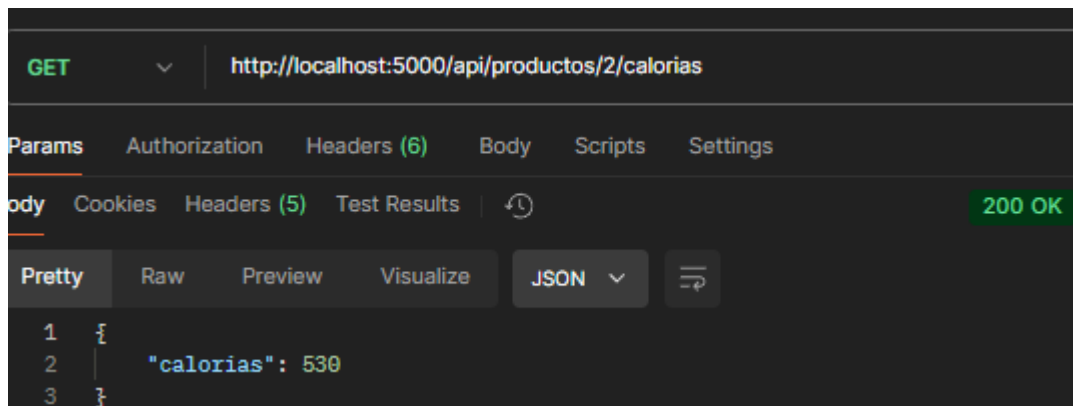 GET http://localhost:5000/api/productos/2/calorias
Params Authorization Headers (6) Body Scripts Settings
ody Cookies Headers (5) Test Results 200 OK
Pretty Raw Preview Visualize JSON
1 {
2 "calorias": 530
3 }